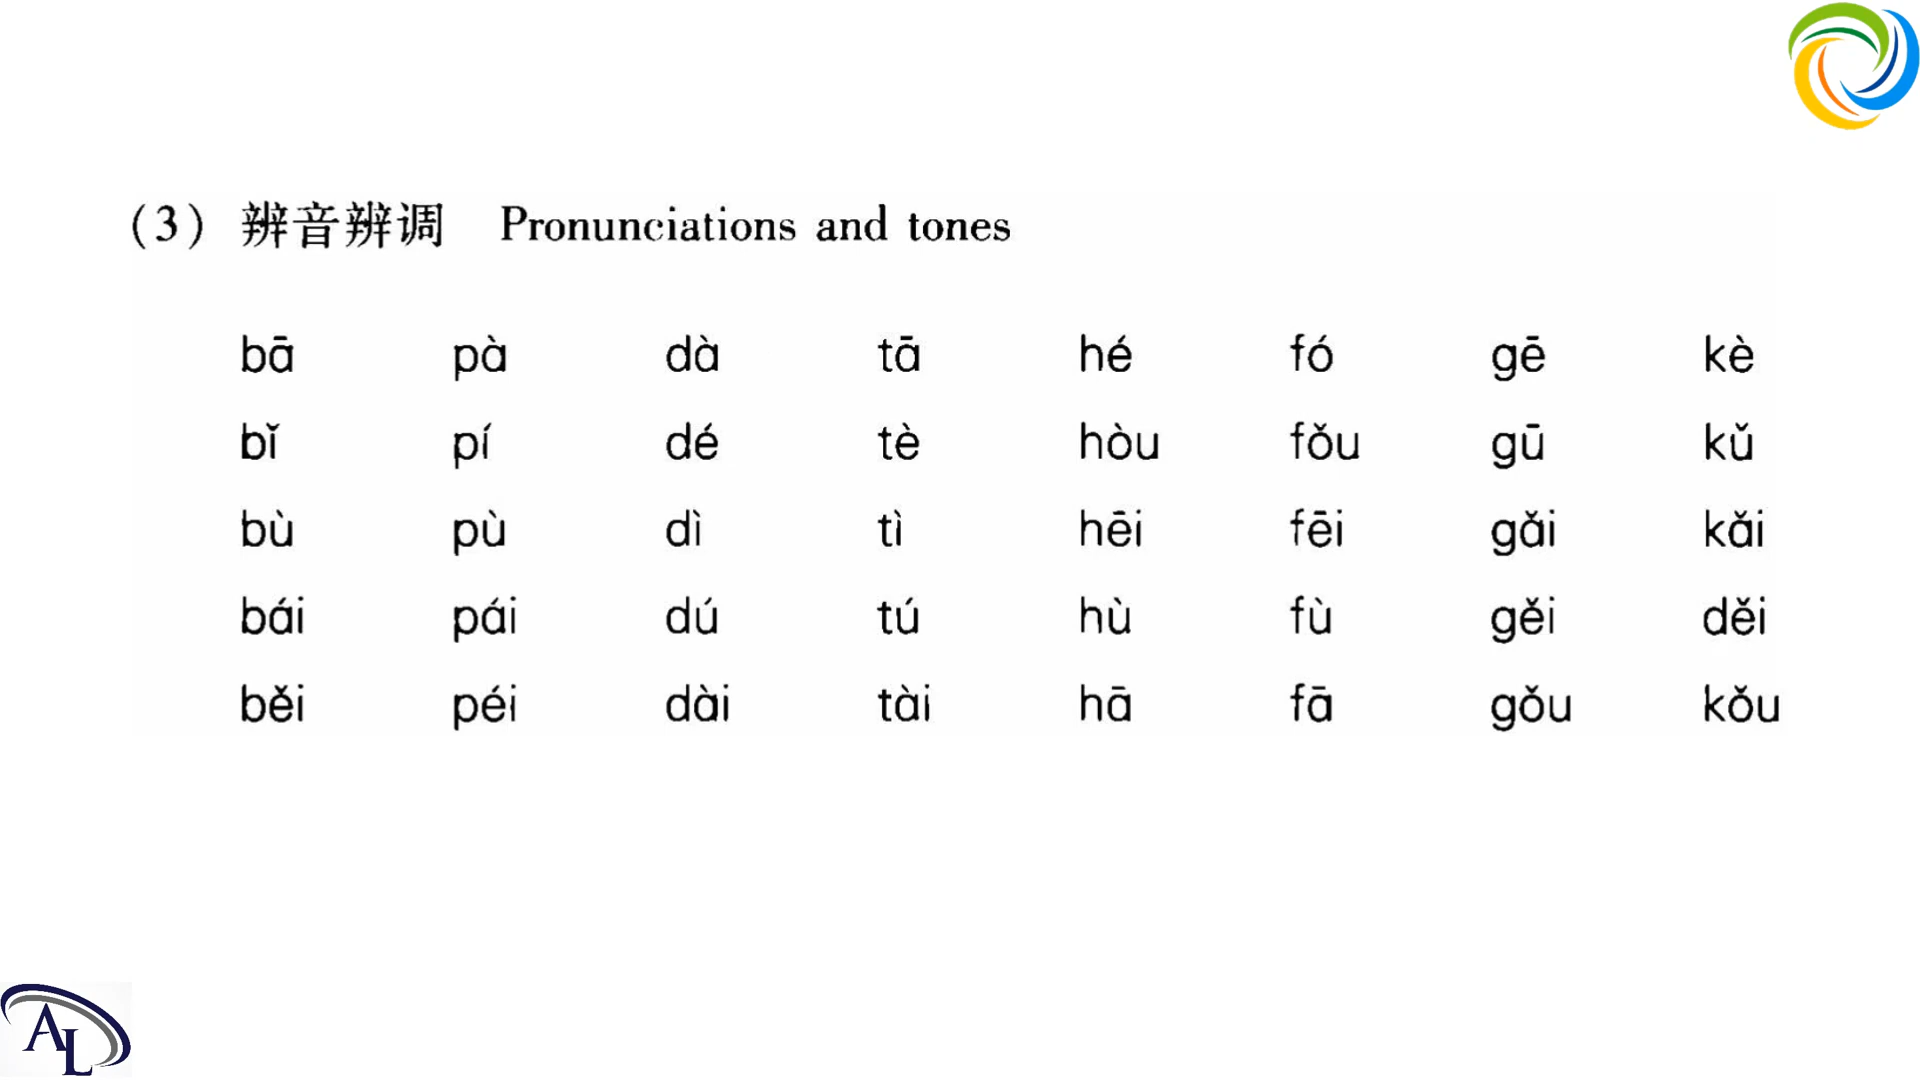 (3) 辨音辨调 Pronunciations and tones
bā pà dà tā hé fó gē kè
bǐ pí dé tè hòu fǒu gū kǔ
bù pù dì tì hēi fēi gǎi kǎi
bái pái dú tú hù fù gěi děi
běi péi dài tài hā fā gǒu kǒu
AL